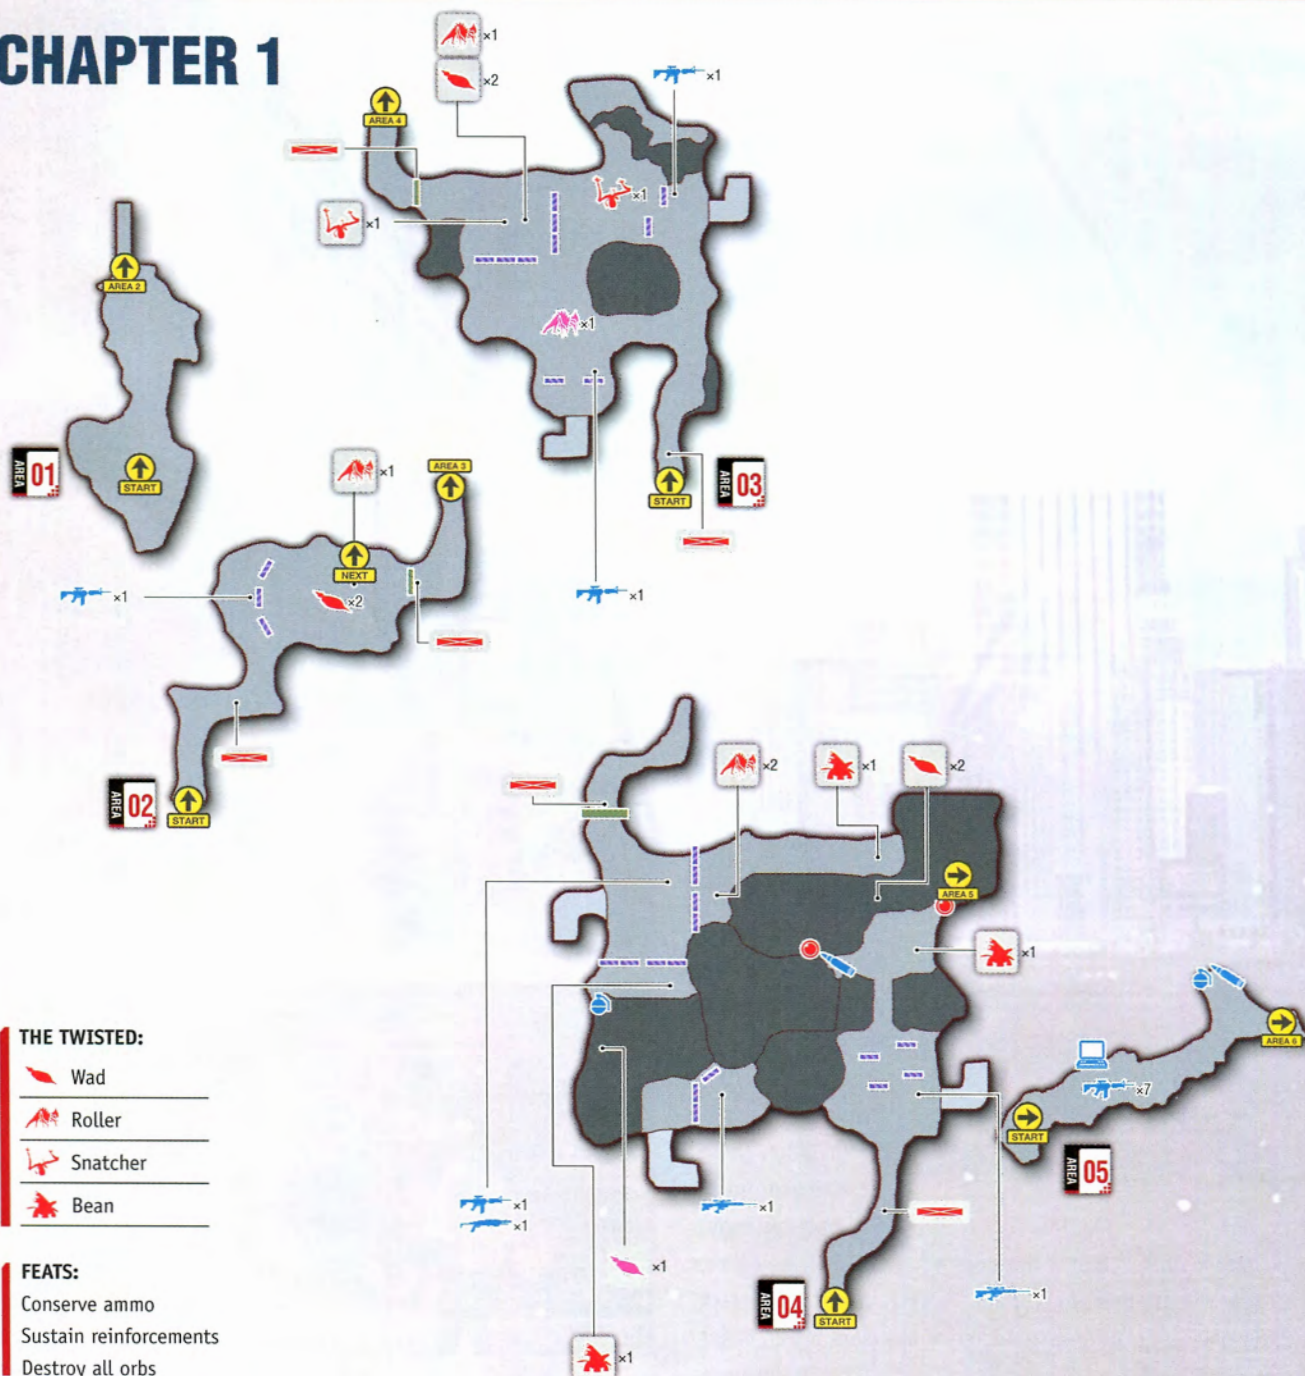 CHAPTER 1
×1
×2
×1
AREA 4
×1
×1
×1
AREA 2
×1
AREA 01
START
×1
AREA 3
AREA 03
START
NEXT
×1
×2
×1
AREA 02
START
×2
×1
×2
AREA 5
×1
AREA 6
×7
START
AREA 05
×1
×1
×1
×1
AREA 04
START
×1
×1
THE TWISTED:
Wad
Roller
Snatcher
Bean
FEATS:
Conserve ammo
Sustain reinforcements
Destroy all orbs